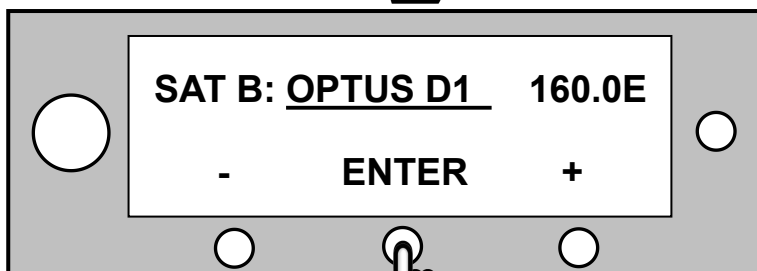 SAT B: OPTUS D1 160.0E
- ENTER +